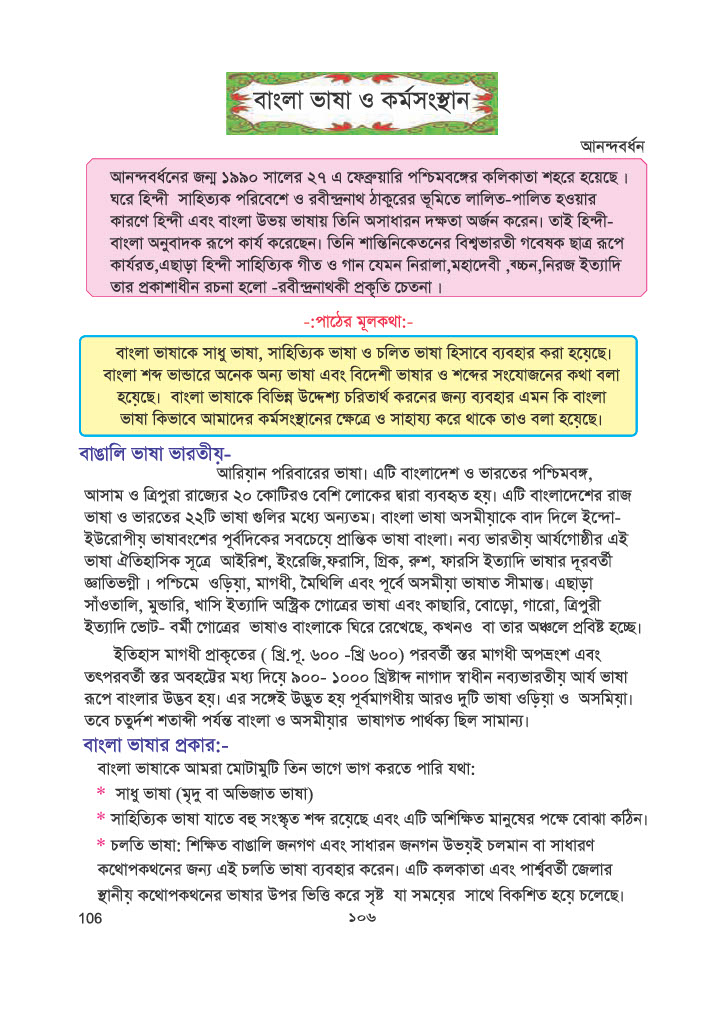 বাংলা ভাষা ও কর্মসংস্থান
আনন্দবর্ধন
আনন্দবর্ধনের জন্ম ১৯৯০ সালের ২৭ এ ফেব্রুয়ারি পশ্চিমবঙ্গের কলিকাতা শহরে হয়েছে ।
ঘরে হিন্দী সাহিত্যিক পরিবেশে ও রবীন্দ্রনাথ ঠাকুরের ভূমিতে লালিত-পালিত হওয়ার
কারণে হিন্দী এবং বাংলা উভয় ভাষায় তিনি অসাধারন দক্ষতা অর্জন করেন। তাই হিন্দী-
বাংলা অনুবাদক রূপে কার্য করেছেন। তিনি শান্তিনিকেতনের বিশ্বভারতী গবেষক ছাত্র রূপে
কার্যরত,এছাড়া হিন্দী সাহিত্যিক গীত ও গান যেমন নিরালা,মহাদেবী ,বচ্চন,নিরজ ইত্যাদি
তার প্রকাশাধীন রচনা হলো -রবীন্দ্রনাথকী প্রকৃতি চেতনা ।
-:পাঠের মূলকথা:-
বাংলা ভাষাকে সাধু ভাষা, সাহিত্যিক ভাষা ও চলিত ভাষা হিসাবে ব্যবহার করা হয়েছে।
বাংলা শব্দ ভান্ডারে অনেক অন্য ভাষা এবং বিদেশী ভাষার ও শব্দের সংযোজনের কথা বলা
হয়েছে। বাংলা ভাষাকে বিভিন্ন উদ্দেশ্য চরিতার্থ করনের জন্য ব্যবহার এমন কি বাংলা
ভাষা কিভাবে আমাদের কর্মসংস্থানের ক্ষেত্রে ও সাহায্য করে থাকে তাও বলা হয়েছে।
বাঙালি ভাষা ভারতীয়-
আরিয়ান পরিবারের ভাষা। এটি বাংলাদেশ ও ভারতের পশ্চিমবঙ্গ,
আসাম ও ত্রিপুরা রাজ্যের ২০ কোটিরও বেশি লোকের দ্বারা ব্যবহৃত হয়। এটি বাংলাদেশের রাজ
ভাষা ও ভারতের ২২টি ভাষা গুলির মধ্যে অন্যতম। বাংলা ভাষা অসমীয়াকে বাদ দিলে ইন্দো-
ইউরোপীয় ভাষাবংশের পূর্বদিকের সবচেয়ে প্রান্তিক ভাষা বাংলা। নব্য ভারতীয় আর্যগোষ্ঠীর এই
ভাষা ঐতিহাসিক সূত্রে আইরিশ, ইংরেজি,ফরাসি, গ্রিক, রুশ, ফারসি ইত্যাদি ভাষার দূরবর্তী
জ্ঞাতিভগ্নী । পশ্চিমে ওড়িয়া, মাগধী, মৈথিলি এবং পূর্বে অসমীয়া ভাষাত সীমান্ত। এছাড়া
সাঁওতালি, মুন্ডারি, খাসি ইত্যাদি অস্ট্রিক গোত্রের ভাষা এবং কাছারি, বোড়ো, গারো, ত্রিপুরী
ইত্যাদি ভোট- বর্মী গোত্রের ভাষাও বাংলাকে ঘিরে রেখেছে, কখনও বা তার অঞ্চলে প্রবিষ্ট হচ্ছে।
ইতিহাস মাগধী প্রাকৃতের ( খ্রি.পূ. ৬০০ -খ্রি ৬০০) পরবর্তী স্তর মাগধী অপভ্রংশ এবং
তৎপরবর্তী স্তর অবহট্টের মধ্য দিয়ে ৯০০- ১০০০ খ্রিষ্টাব্দ নাগাদ স্বাধীন নব্যভারতীয় আর্য ভাষা
রূপে বাংলার উদ্ভব হয়। এর সঙ্গেই উদ্ভূত হয় পূর্বমাগধীয় আরও দুটি ভাষা ওড়িয়া ও অসমিয়া।
তবে চতুর্দশ শতাব্দী পর্যন্ত বাংলা ও অসমীয়ার ভাষাগত পার্থক্য ছিল সামান্য।
বাংলা ভাষার প্রকার:-
বাংলা ভাষাকে আমরা মোটামুটি তিন ভাগে ভাগ করতে পারি যথা:
* সাধু ভাষা (মৃদু বা অভিজাত ভাষা)
* সাহিত্যিক ভাষা যাতে বহু সংস্কৃত শব্দ রয়েছে এবং এটি অশিক্ষিত মানুষের পক্ষে বোঝা কঠিন।
* চলতি ভাষা: শিক্ষিত বাঙালি জনগণ এবং সাধারন জনগন উভয়ই চলমান বা সাধারণ
কথোপকথনের জন্য এই চলতি ভাষা ব্যবহার করেন। এটি কলকাতা এবং পার্শ্ববর্তী জেলার
স্থানীয় কথোপকথনের ভাষার উপর ভিত্তি করে সৃষ্ট যা সময়ের সাথে বিকশিত হয়ে চলেছে।
106
১০৬